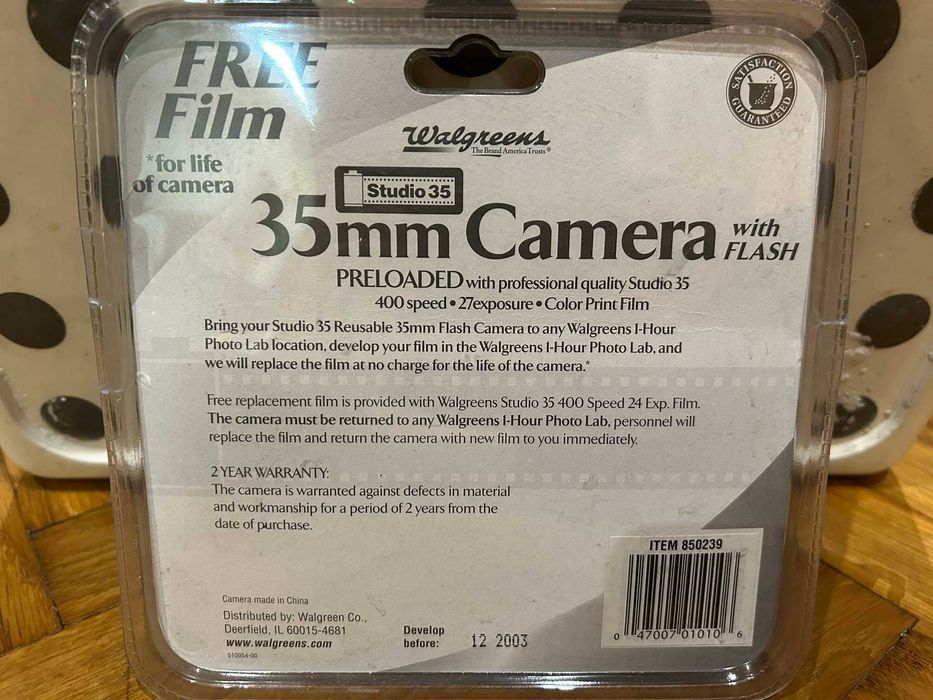 FREE
Film
*for life
of camera
SATISFACTION
GUARANTEED
Walgreens
The Brand America Trusts®
Studio 35
35mm Camera with
FLASH
PRELOADED with professional quality Studio 35
400 speed • 27exposure • Color Print Film
Bring your Studio 35 Reusable 35mm Flash Camera to any Walgreens 1-Hour
Photo Lab location, develop your film in the Walgreens 1-Hour Photo Lab, and
we will replace the film at no charge for the life of the camera.*
Free replacement film is provided with Walgreens Studio 35 400 Speed 24 Exp. Film.
The camera must be returned to any Walgreens 1-Hour Photo Lab, personnel will
replace the film and return the camera with new film to you immediately.
2 YEAR WARRANTY:
The camera is warranted against defects in material
and workmanship for a period of 2 years from the
date of purchase.
Camera made in China
Distributed by: Walgreen Co.,
Deerfield, IL 60015-4681
www.walgreens.com
510954-00
Develop
before: 12 2003
ITEM 850239
0 47007 01010 6